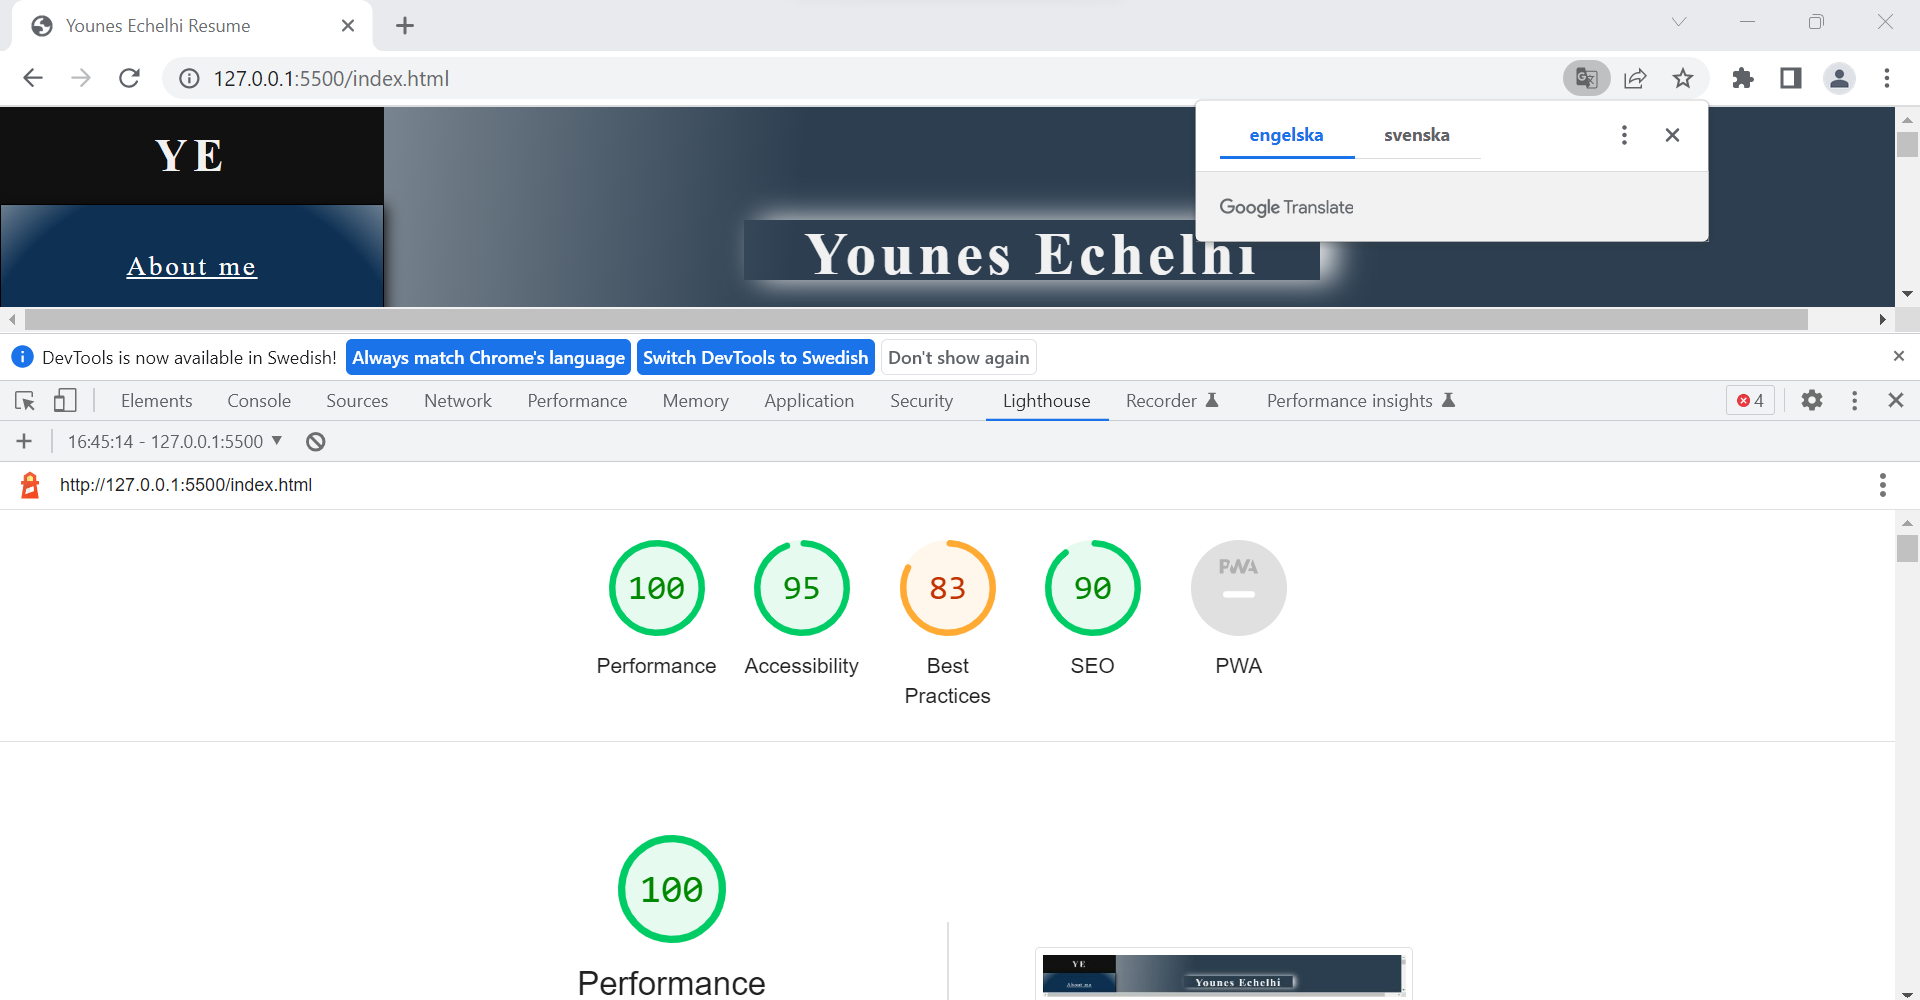 Younes Echelhi Resume
127.0.0.1:5500/index.html
engelska svenska
Google Translate
YE
About me
Younes Echelhi
DevTools is now available in Swedish! Always match Chrome's language Switch DevTools to Swedish Don't show again
Elements Console Sources Network Performance Memory Application Security Lighthouse Recorder Performance insights 4
16:45:14 - 127.0.0.1:5500
http://127.0.0.1:5500/index.html
100 95 83 90 PWA
Performance Accessibility Best Practices SEO PWA
100
Performance
YE
About me
Younes Echelhi